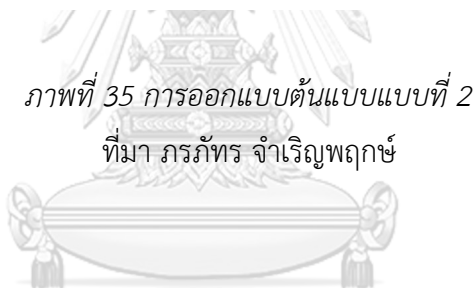 ภาพที่ 35 การออกแบบต้นแบบแบบที่ 2
ที่มา ภรภัทร จำเริญพฤกษ์